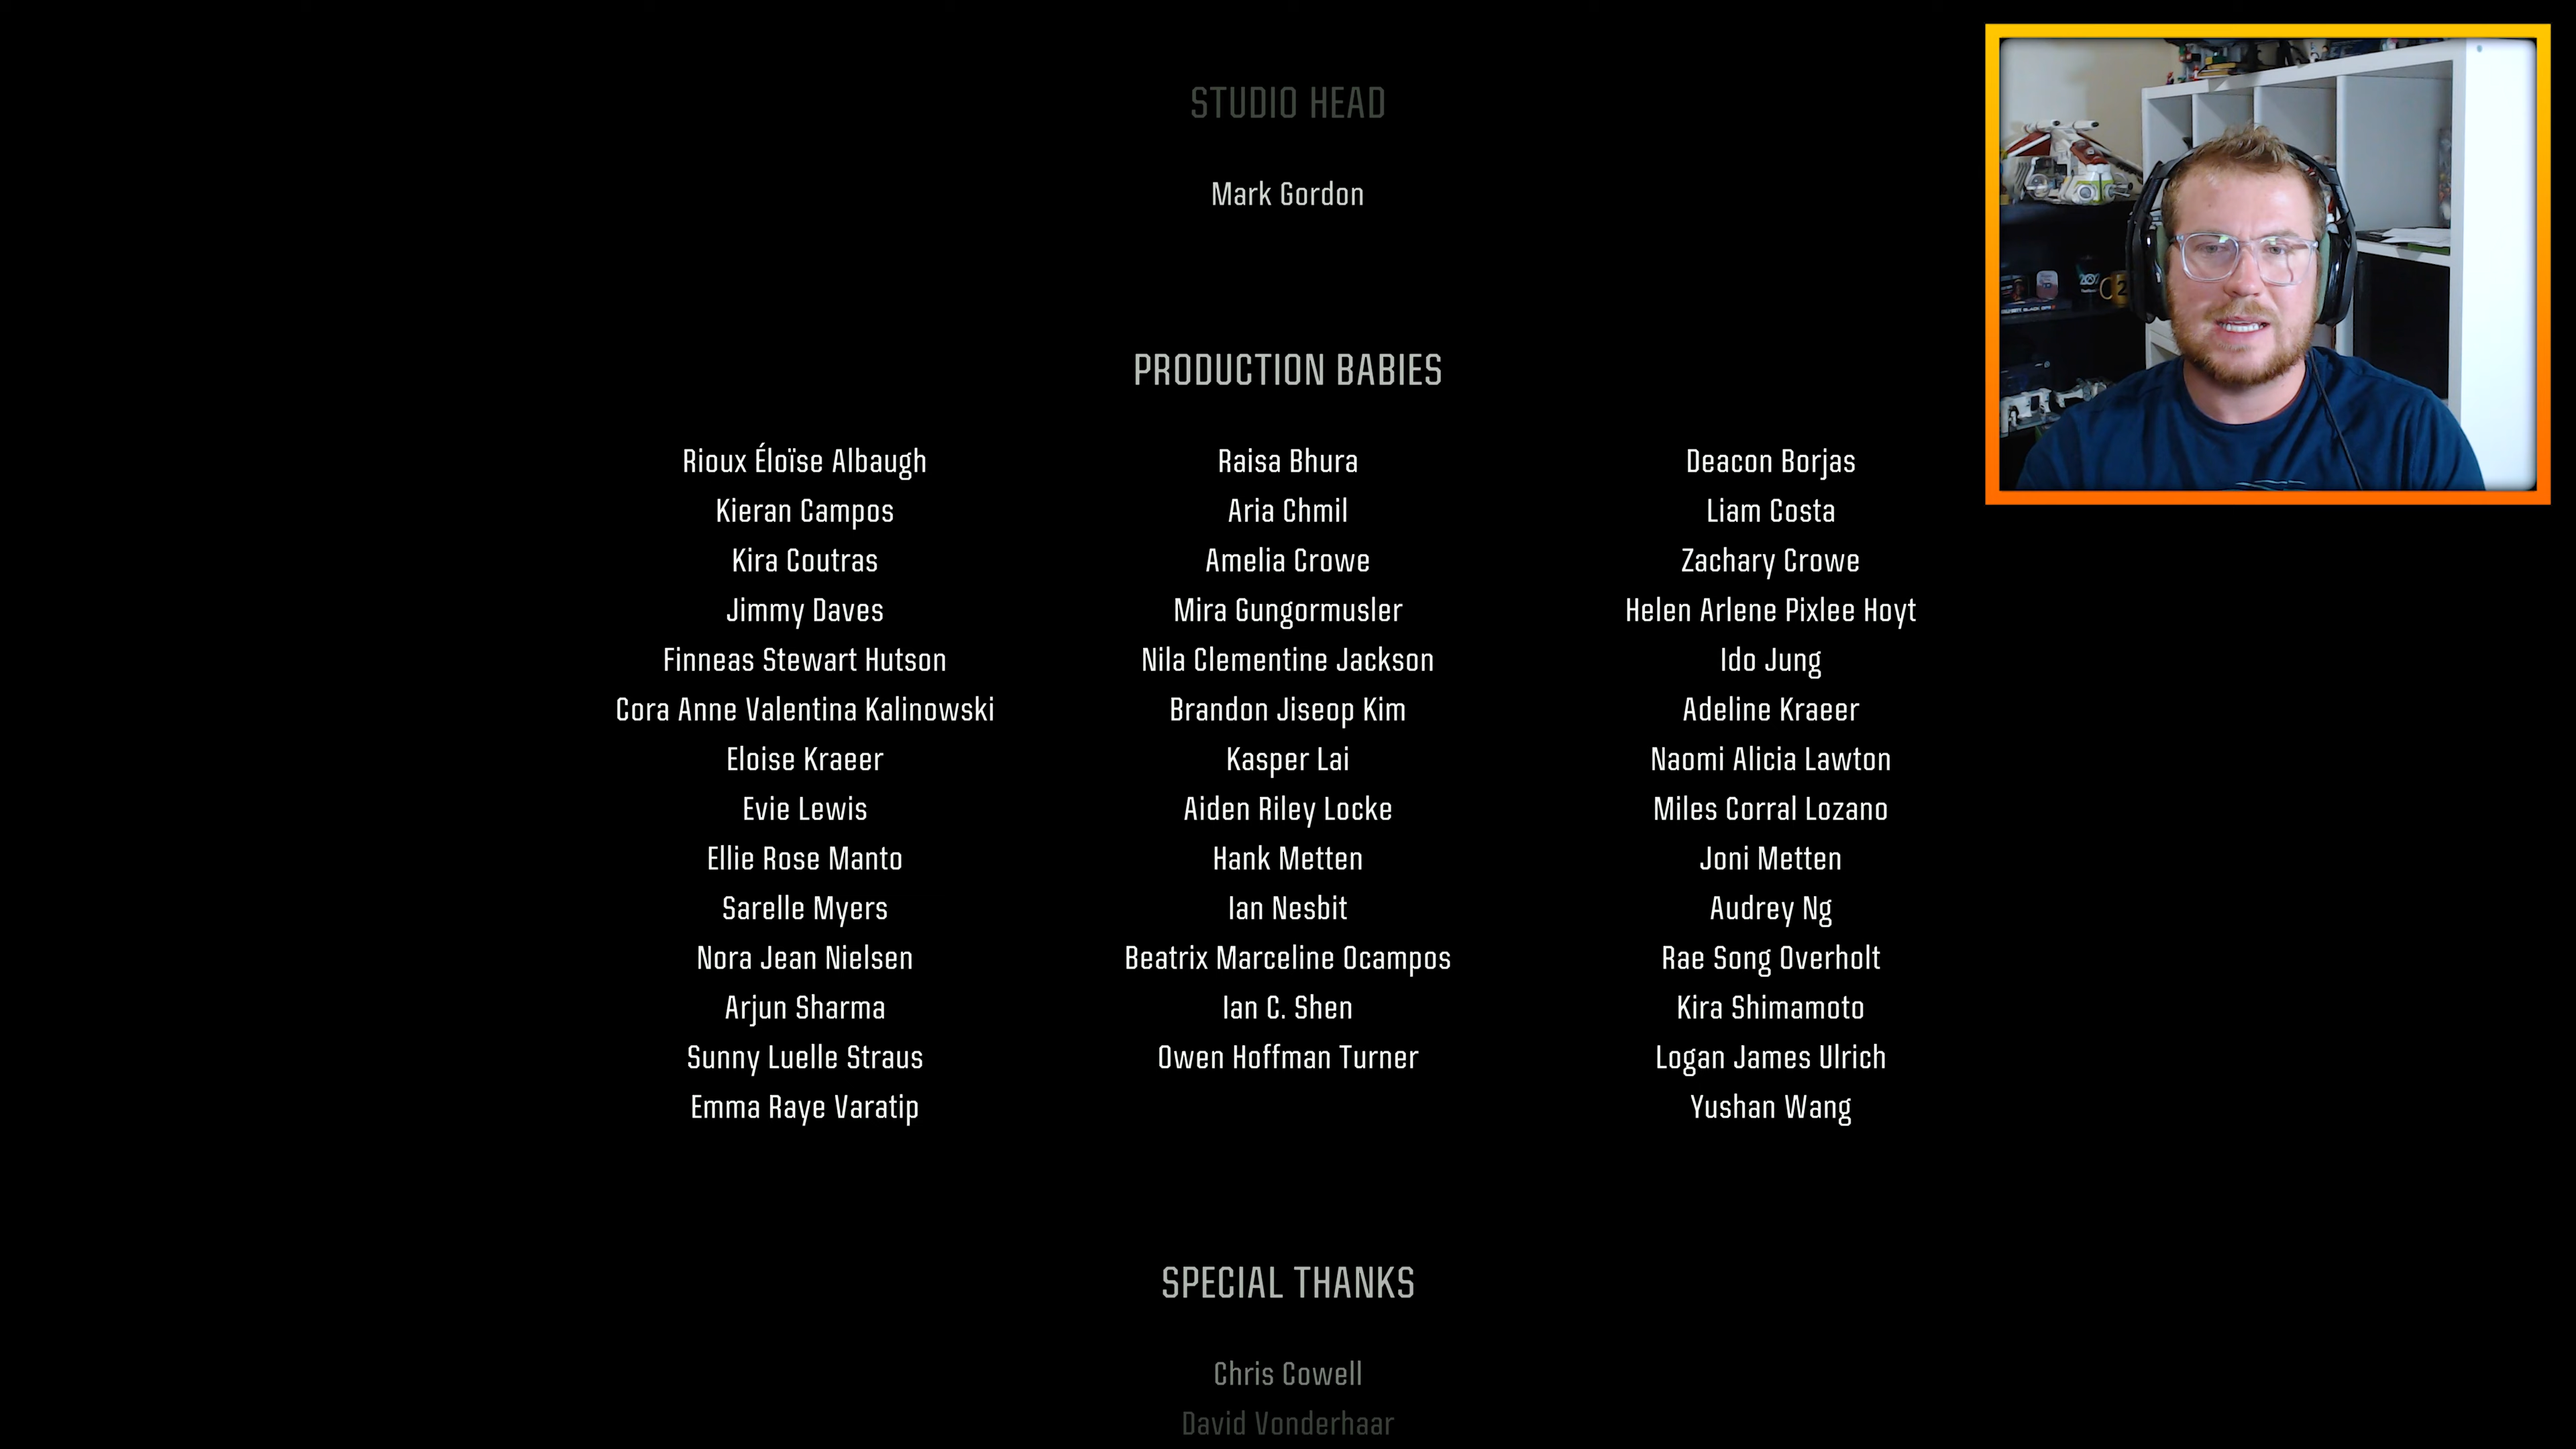 STUDIO HEAD
Mark Gordon
PRODUCTION BABIES
Rioux Éloïse Albaugh Raisa Bhura Deacon Borjas
Kieran Campos Aria Chmil Liam Costa
Kira Coutras Amelia Crowe Zachary Crowe
Jimmy Daves Mira Gungormusler Helen Arlene Pixlee Hoyt
Finneas Stewart Hutson Nila Clementine Jackson Ido Jung
Cora Anne Valentina Kalinowski Brandon Jiseop Kim Adeline Kraeer
Eloise Kraeer Kasper Lai Naomi Alicia Lawton
Evie Lewis Aiden Riley Locke Miles Corral Lozano
Ellie Rose Manto Hank Metten Joni Metten
Sarelle Myers Ian Nesbit Audrey Ng
Nora Jean Nielsen Beatrix Marceline Ocampos Rae Song Overholt
Arjun Sharma Ian C. Shen Kira Shimamoto
Sunny Luelle Straus Owen Hoffman Turner Logan James Ulrich
Emma Raye Varatip Yushan Wang
SPECIAL THANKS
Chris Cowell
David Vonderhaar